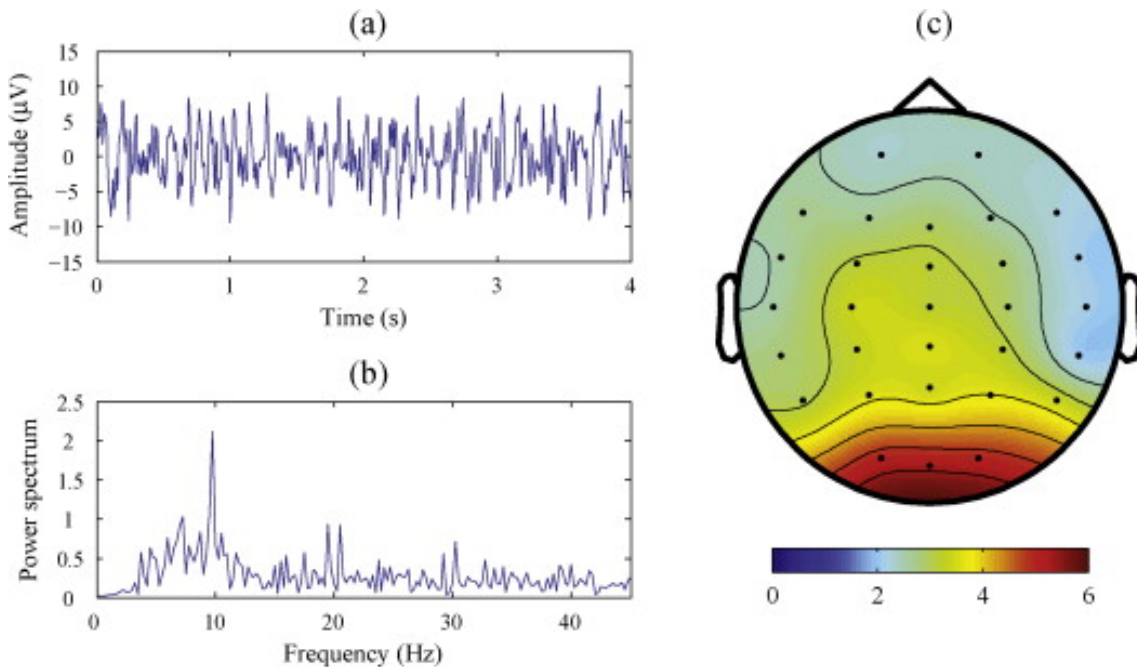 (a)
15
10
5
0
−5
−10
−15
Amplitude (μV)
0 1 2 3 4
Time (s)
(b)
2.5
2
1.5
1
0.5
0
Power spectrum
0 10 20 30 40
Frequency (Hz)
(c)
0 2 4 6